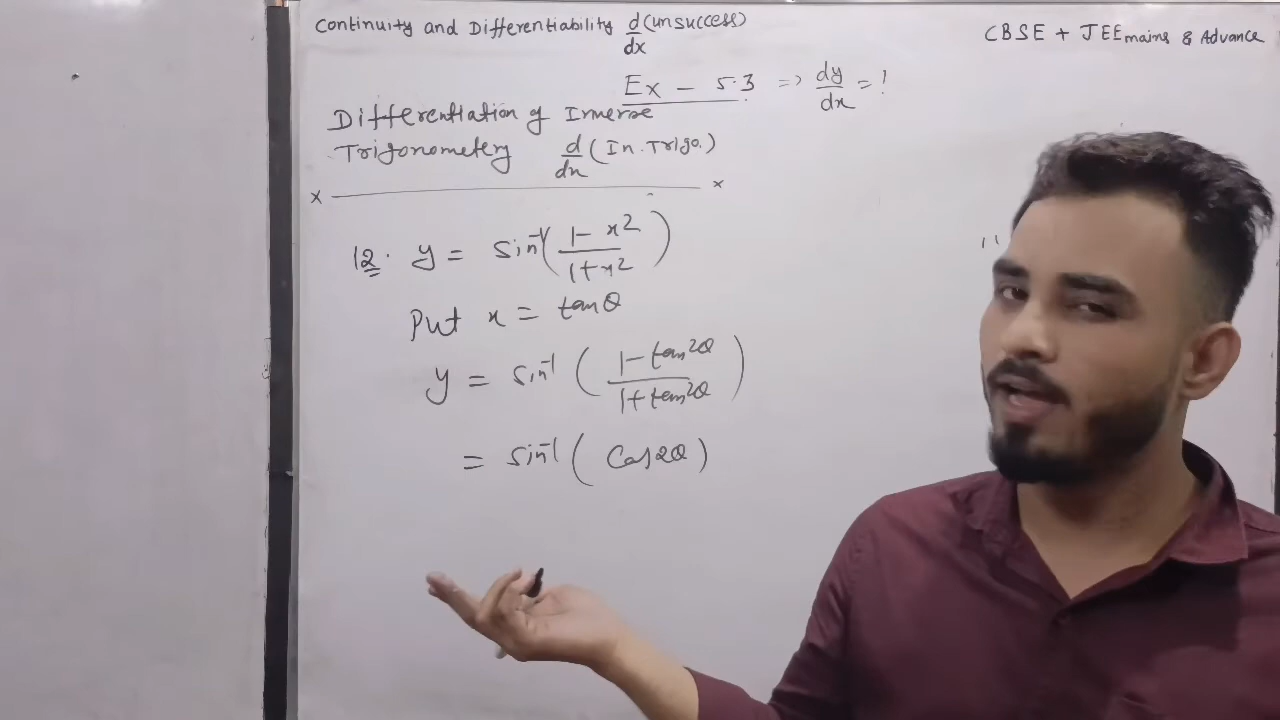 Continuity and Differentiability d/dx (unsuccess)
CBSE + JEE mains & Advance
Ex - 5.3 => dy/dx = !
Differentiation of Inverse
Trigonometery d/dx (In.Trigo.)
x x
12. y = sin⁻¹( 1 - x² / 1 + x² )
Put x = tanθ
y = sin⁻¹ ( 1 - tan²θ / 1 + tan²θ )
= sin⁻¹ ( Cos2θ )